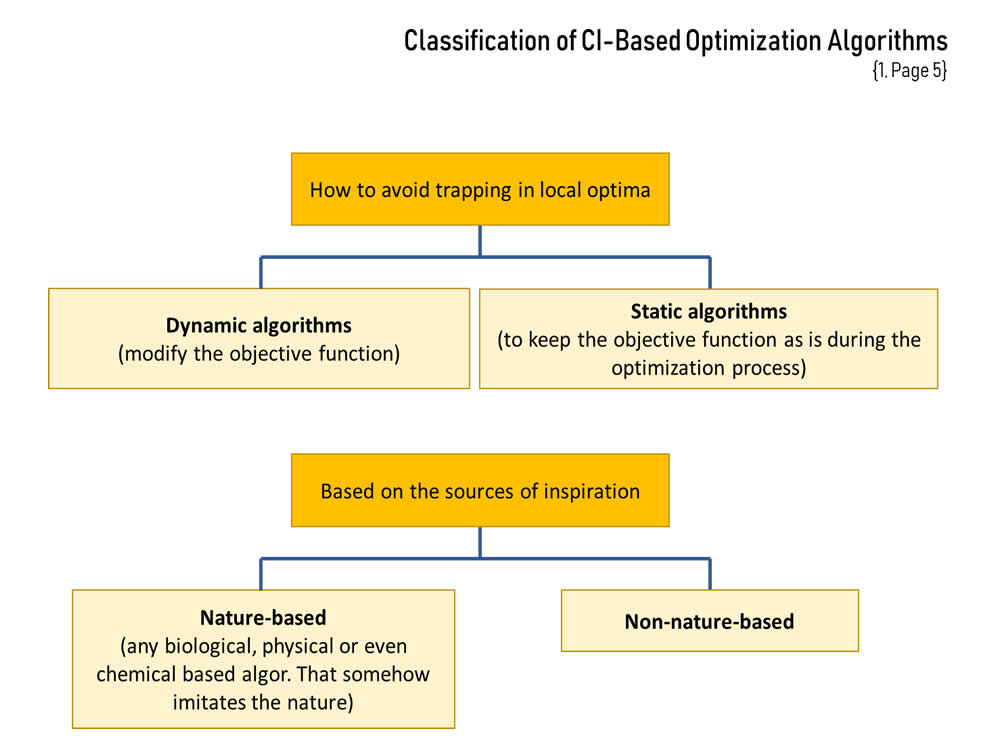 Classification of CI-Based Optimization Algorithms
{1, Page 5}
How to avoid trapping in local optima
Dynamic algorithms
(modify the objective function)
Static algorithms
(to keep the objective function as is during the
optimization process)
Based on the sources of inspiration
Nature-based
(any biological, physical or even
chemical based algor. That somehow
imitates the nature)
Non-nature-based